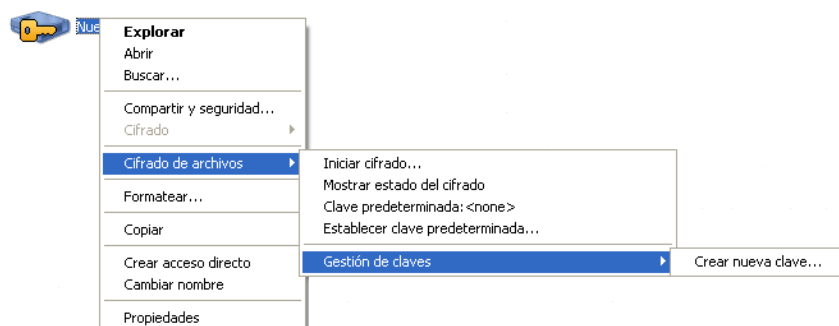 Nue
Explorar
Abrir
Buscar...
Compartir y seguridad...
Cifrado
Cifrado de archivos
Formatear...
Copiar
Crear acceso directo
Cambiar nombre
Propiedades
Iniciar cifrado...
Mostrar estado del cifrado
Clave predeterminada:<none>
Establecer clave predeterminada...
Gestión de claves
Crear nueva clave...